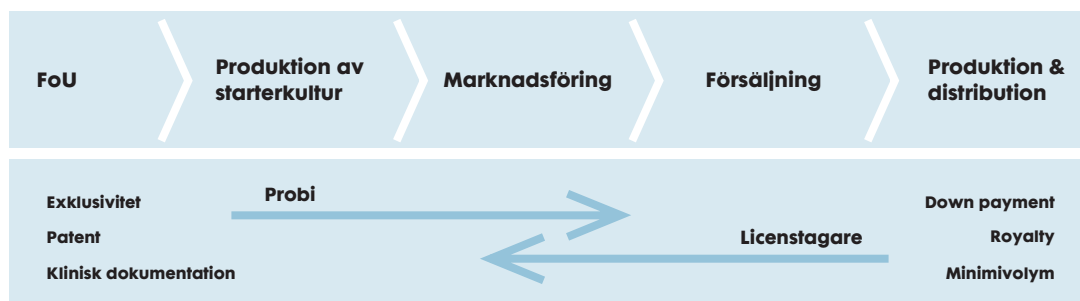 FoU
Produktion av
starterkultur
Marknadsföring
Försäljning
Produktion &
distribution
Exklusivitet
Patent
Klinisk dokumentation
Probi
Licenstagare
Down payment
Royalty
Minimivolym